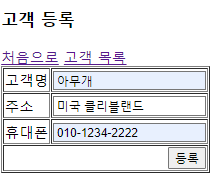 고객 등록
처음으로 고객 목록
고객명 아무개
주소 미국 클리블랜드
휴대폰 010-1234-2222
등록